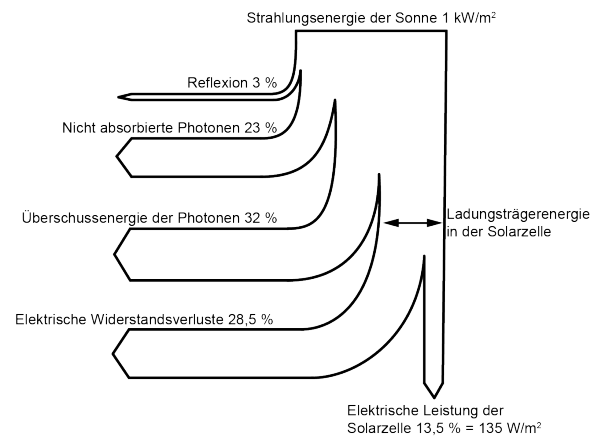 Strahlungsenergie der Sonne 1 kW/m²
Reflexion 3 %
Nicht absorbierte Photonen 23 %
Überschussenergie der Photonen 32 %
Ladungsträgerenergie
in der Solarzelle
Elektrische Widerstandsverluste 28,5 %
Elektrische Leistung der
Solarzelle 13,5 % = 135 W/m²